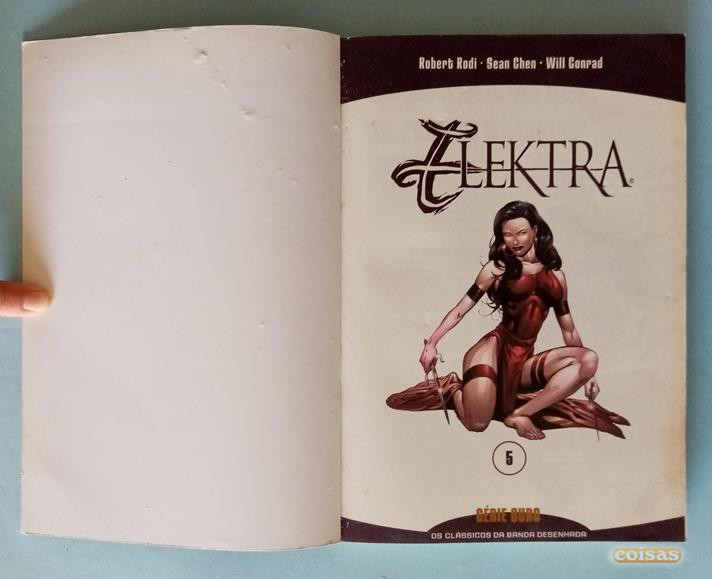 Robert Rodi · Sean Chen · Will Conrad
ELEKTRA®
5
SÉRIE OURO
OS CLÁSSICOS DA BANDA DESENHADA
coisas